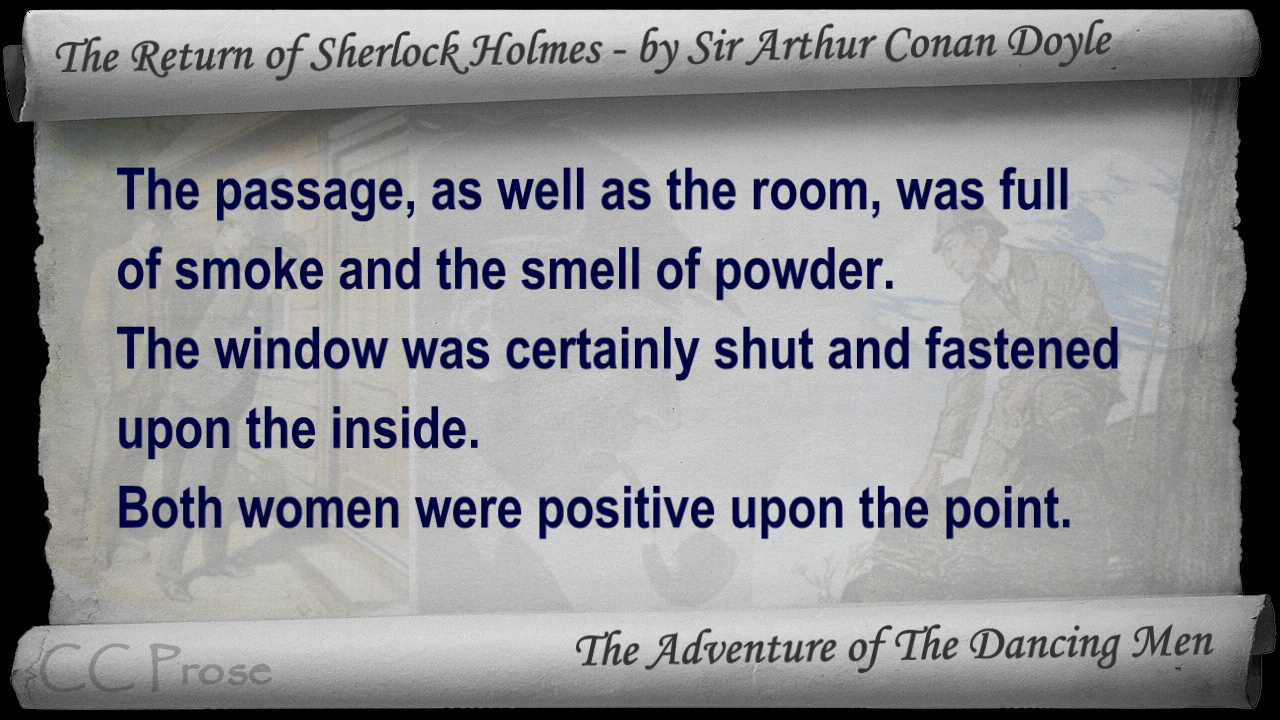 The Return of Sherlock Holmes - by Sir Arthur Conan Doyle
The passage, as well as the room, was full
of smoke and the smell of powder.
The window was certainly shut and fastened
upon the inside.
Both women were positive upon the point.
The Adventure of The Dancing Men
CC Prose